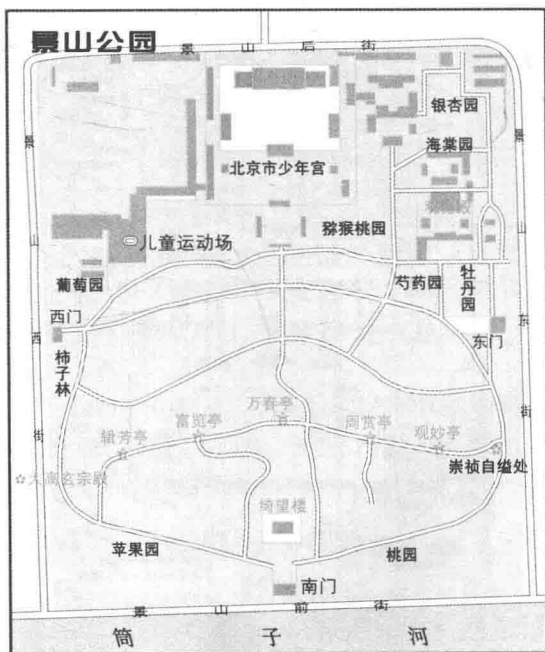 景山公园
景山后街
银杏园
海棠园
北京市少年宫
猕猴桃园
儿童运动场
葡萄园
芍药园
牡丹园
西门
东门
柿子林
万春亭
富览亭
周赏亭
辑芳亭
观妙亭
崇祯自缢处
大高玄宗殿
绮望楼
苹果园
桃园
南门
景山西街
景山东街
景山前街
筒子河